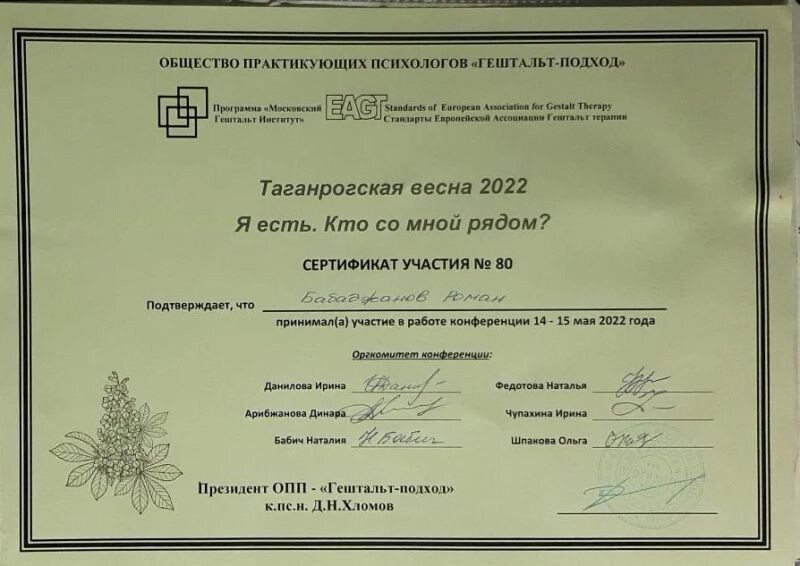 ОБЩЕСТВО ПРАКТИКУЮЩИХ ПСИХОЛОГОВ «ГЕШТАЛЬТ-ПОДХОД»
Программа «Московский Гештальт Институт»
EAGT Standards of European Association for Gestalt Therapy
Стандарты Европейской Ассоциации Гештальт терапии
Таганрогская весна 2022
Я есть. Кто со мной рядом?
СЕРТИФИКАТ УЧАСТИЯ № 80
Подтверждает, что Бабаджанов Роман
принимал(а) участие в работе конференции 14 - 15 мая 2022 года
Оргкомитет конференции:
Данилова Ирина
Федотова Наталья
Арибжанова Динара
Чупахина Ирина
Бабич Наталия Н.Бабич
Шпакова Ольга
Президент ОПП - «Гештальт-подход»
к.пс.н. Д.Н.Хломов